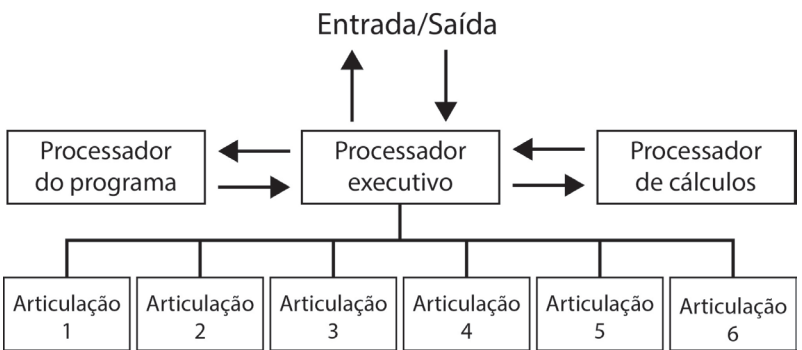 Entrada/Saída
Processador
do programa
Processador
executivo
Processador
de cálculos
Articulação
1
Articulação
2
Articulação
3
Articulação
4
Articulação
5
Articulação
6